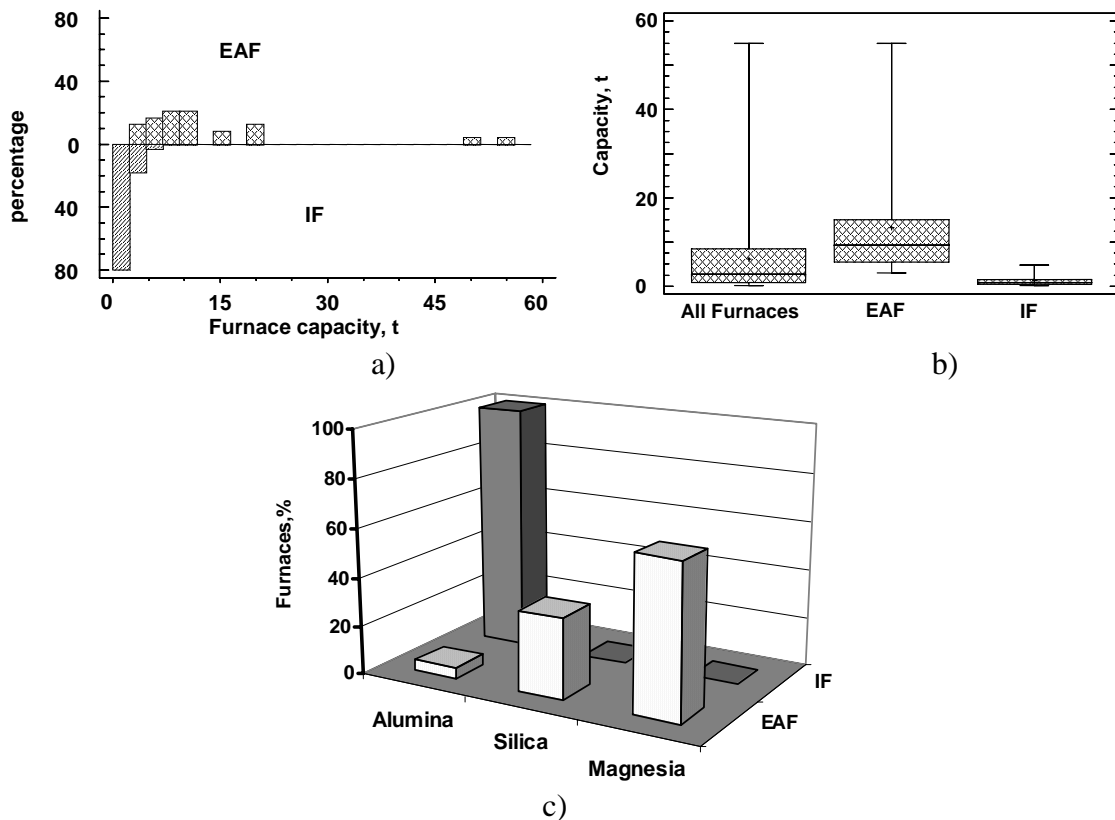 80
EAF
40
0
40
IF
80
percentage
0 15 30 45 60
Furnace capacity, t
a)
60
40
20
0
Capacity, t
All Furnaces EAF IF
b)
100
80
60
40
20
0
Furnaces,%
Alumina
Silica
Magnesia
EAF
IF
c)